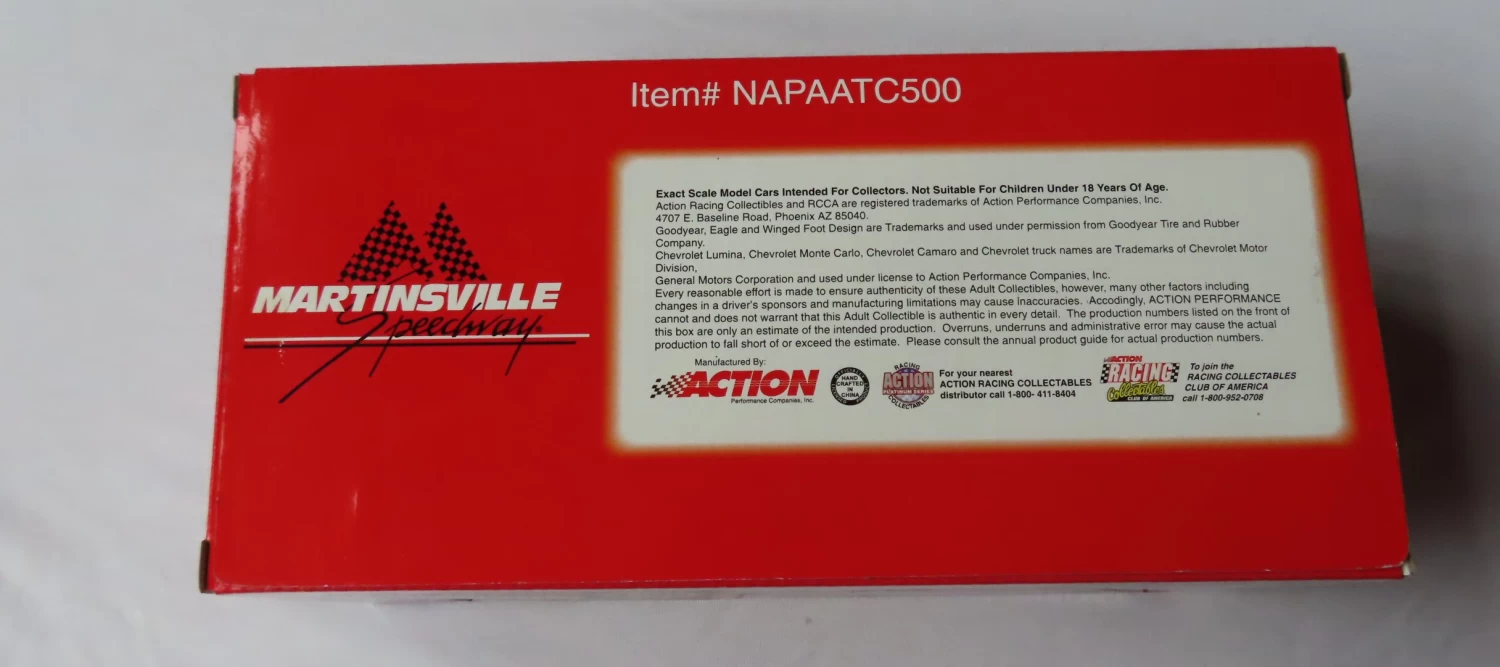 Item# NAPAATC500
MARTINSVILLE
Speedway
Exact Scale Model Cars Intended For Collectors. Not Suitable For Children Under 18 Years Of Age.
Action Racing Collectibles and RCCA are registered trademarks of Action Performance Companies, Inc.
4707 E. Baseline Road, Phoenix AZ 85040.
Goodyear, Eagle and Winged Foot Design are Trademarks and used under permission from Goodyear Tire and Rubber
Company.
Chevrolet Lumina, Chevrolet Monte Carlo, Chevrolet Camaro and Chevrolet truck names are Trademarks of Chevrolet Motor
Division,
General Motors Corporation and used under license to Action Performance Companies, Inc.
Every reasonable effort is made to ensure authenticity of these Adult Collectibles, however, many other factors including
changes in a driver's sponsors and manufacturing limitations may cause inaccuracies. Accodingly, ACTION PERFORMANCE
cannot and does not warrant that this Adult Collectible is authentic in every detail. The production numbers listed on the front of
this box are only an estimate of the intended production. Overruns, underruns and administrative error may cause the actual
production to fall short of or exceed the estimate. Please consult the annual product guide for actual production numbers.
Manufactured By:
ACTION
Performance Companies, Inc.
HAND
CRAFTED
IN
CHINA
RACING
ACTION
PLATINUM SERIES
COLLECTABLES
For your nearest
ACTION RACING COLLECTABLES
distributor call 1-800- 411-8404
ACTION
RACING
Collectables
CLUB OF AMERICA
To join the
RACING COLLECTABLES
CLUB OF AMERICA
call 1-800-952-0708